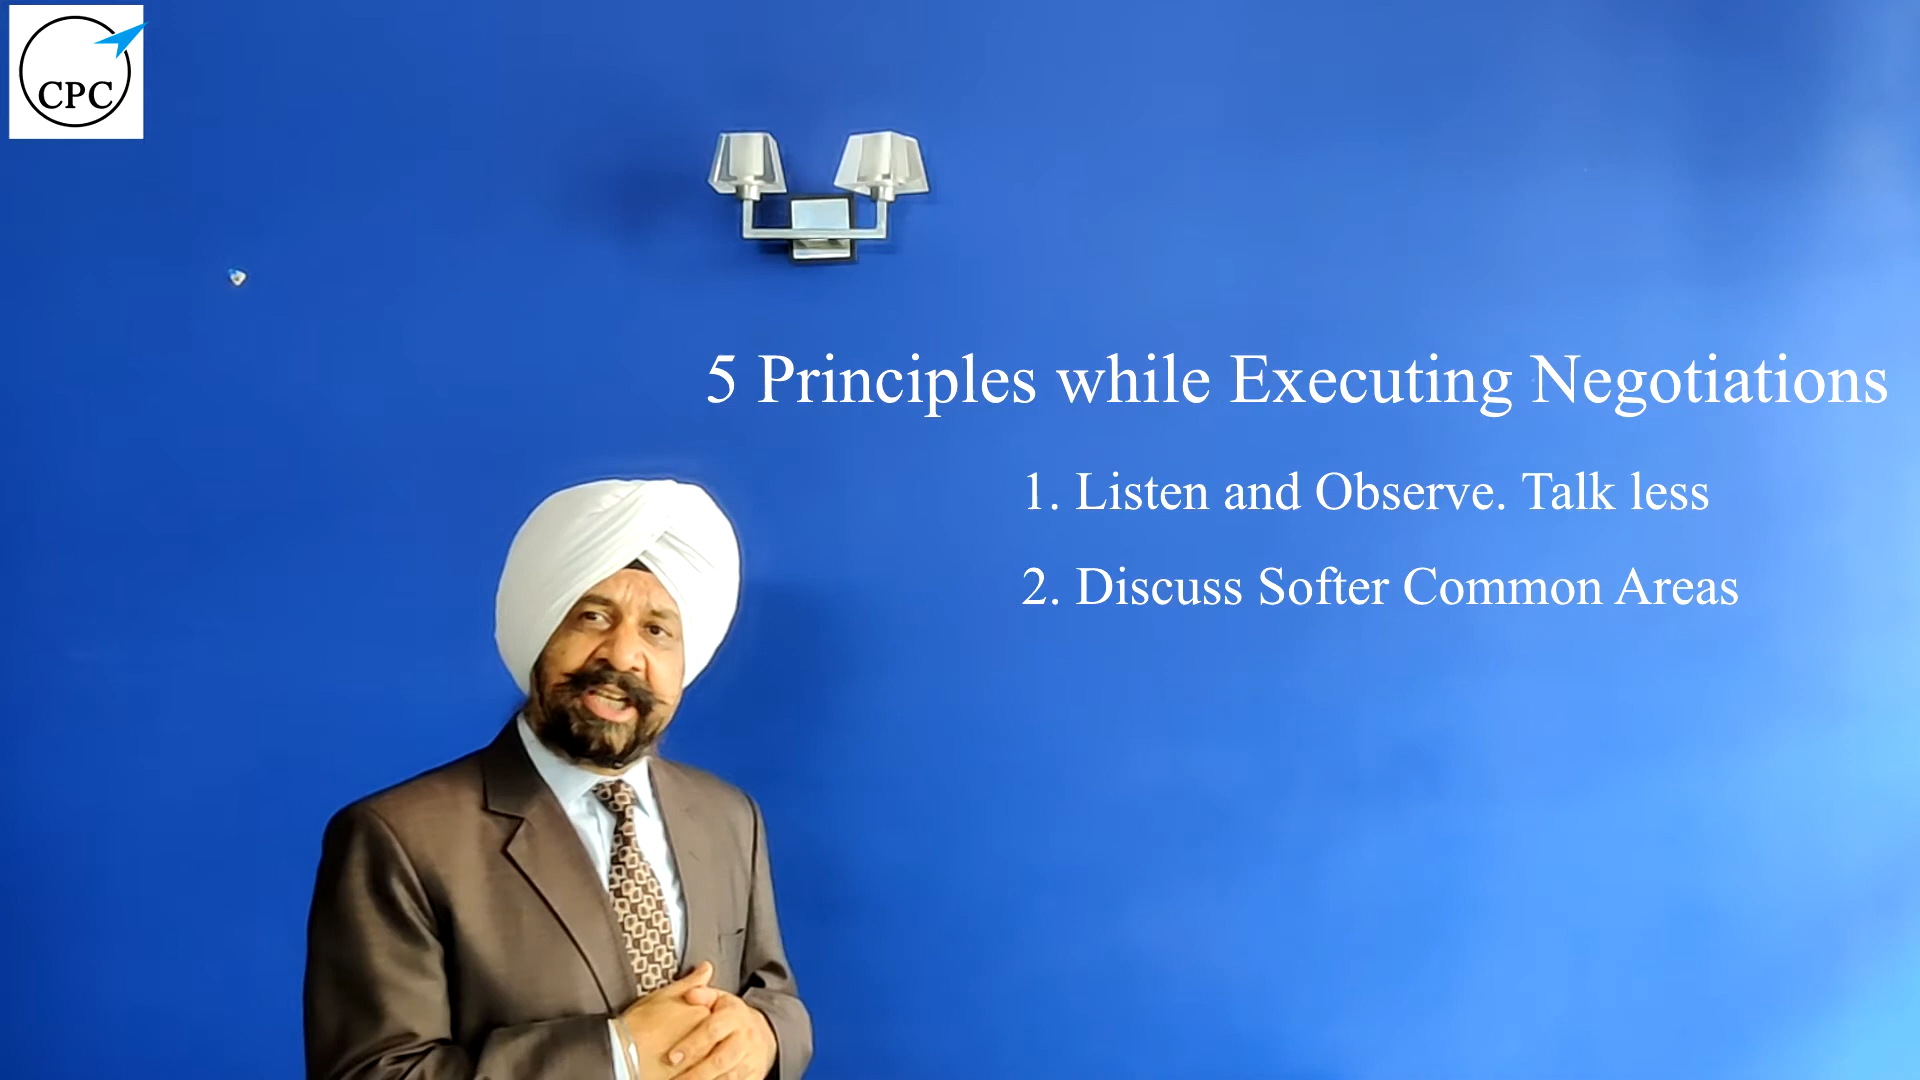 CPC
5 Principles while Executing Negotiations
1. Listen and Observe. Talk less
2. Discuss Softer Common Areas